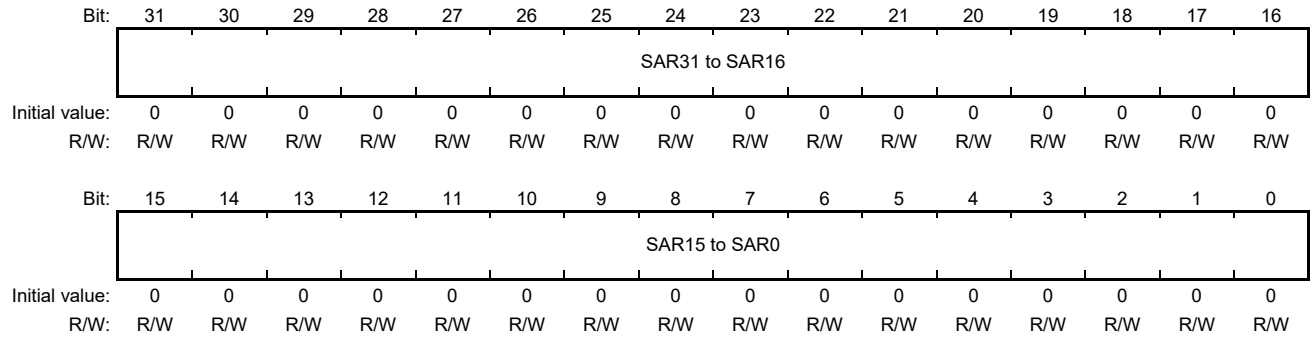 Bit: 31 30 29 28 27 26 25 24 23 22 21 20 19 18 17 16
SAR31 to SAR16
Initial value: 0 0 0 0 0 0 0 0 0 0 0 0 0 0 0 0
R/W: R/W R/W R/W R/W R/W R/W R/W R/W R/W R/W R/W R/W R/W R/W R/W R/W
Bit: 15 14 13 12 11 10 9 8 7 6 5 4 3 2 1 0
SAR15 to SAR0
Initial value: 0 0 0 0 0 0 0 0 0 0 0 0 0 0 0 0
R/W: R/W R/W R/W R/W R/W R/W R/W R/W R/W R/W R/W R/W R/W R/W R/W R/W